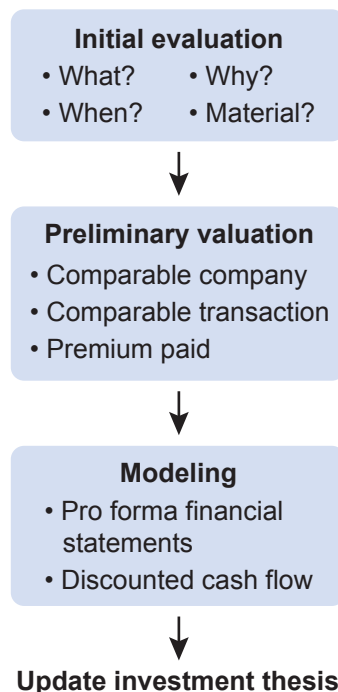 Initial evaluation
• What? • Why?
• When? • Material?
Preliminary valuation
• Comparable company
• Comparable transaction
• Premium paid
Modeling
• Pro forma financial
statements
• Discounted cash flow
Update investment thesis